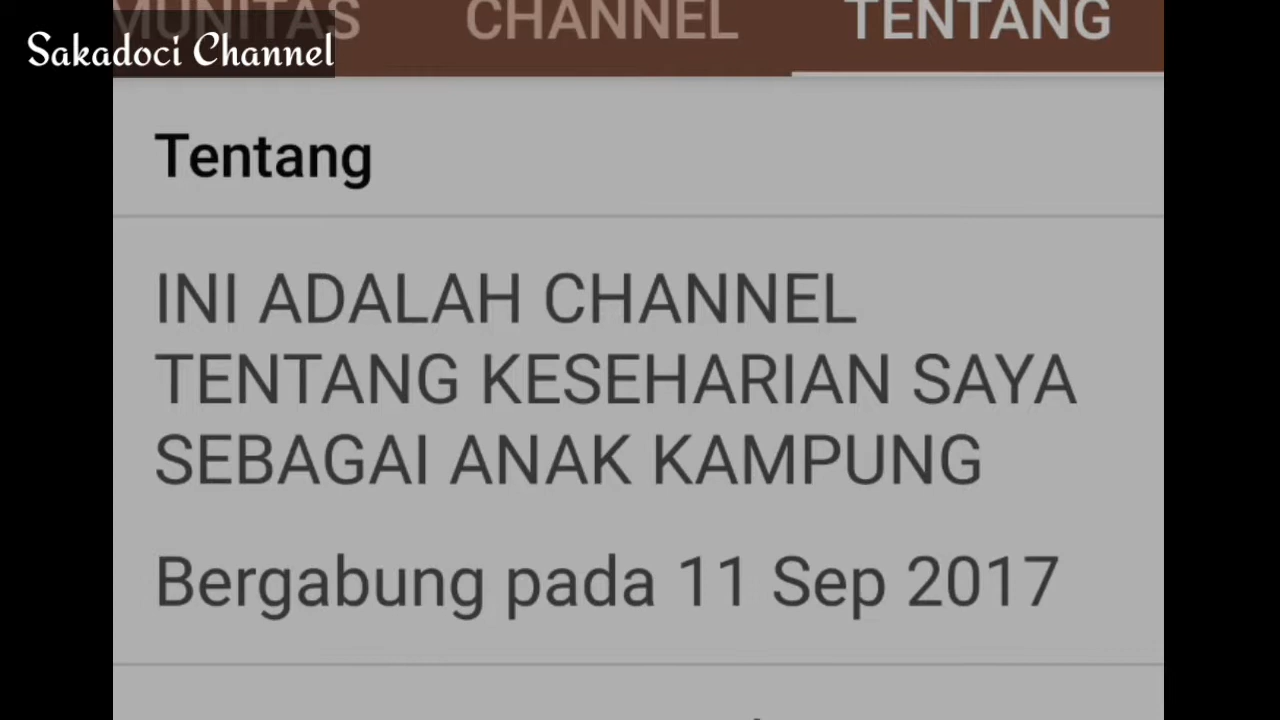 CHANNEL TENTANG
Sakadoci Channel
Tentang
INI ADALAH CHANNEL
TENTANG KESEHARIAN SAYA
SEBAGAI ANAK KAMPUNG
Bergabung pada 11 Sep 2017